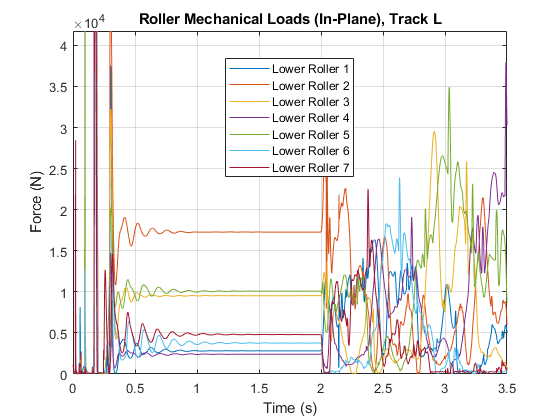 Roller Mechanical Loads (In-Plane), Track L
×10⁴
4
3.5
3
2.5
2
1.5
1
0.5
0
Force (N)
Lower Roller 1
Lower Roller 2
Lower Roller 3
Lower Roller 4
Lower Roller 5
Lower Roller 6
Lower Roller 7
0 0.5 1 1.5 2 2.5 3 3.5
Time (s)